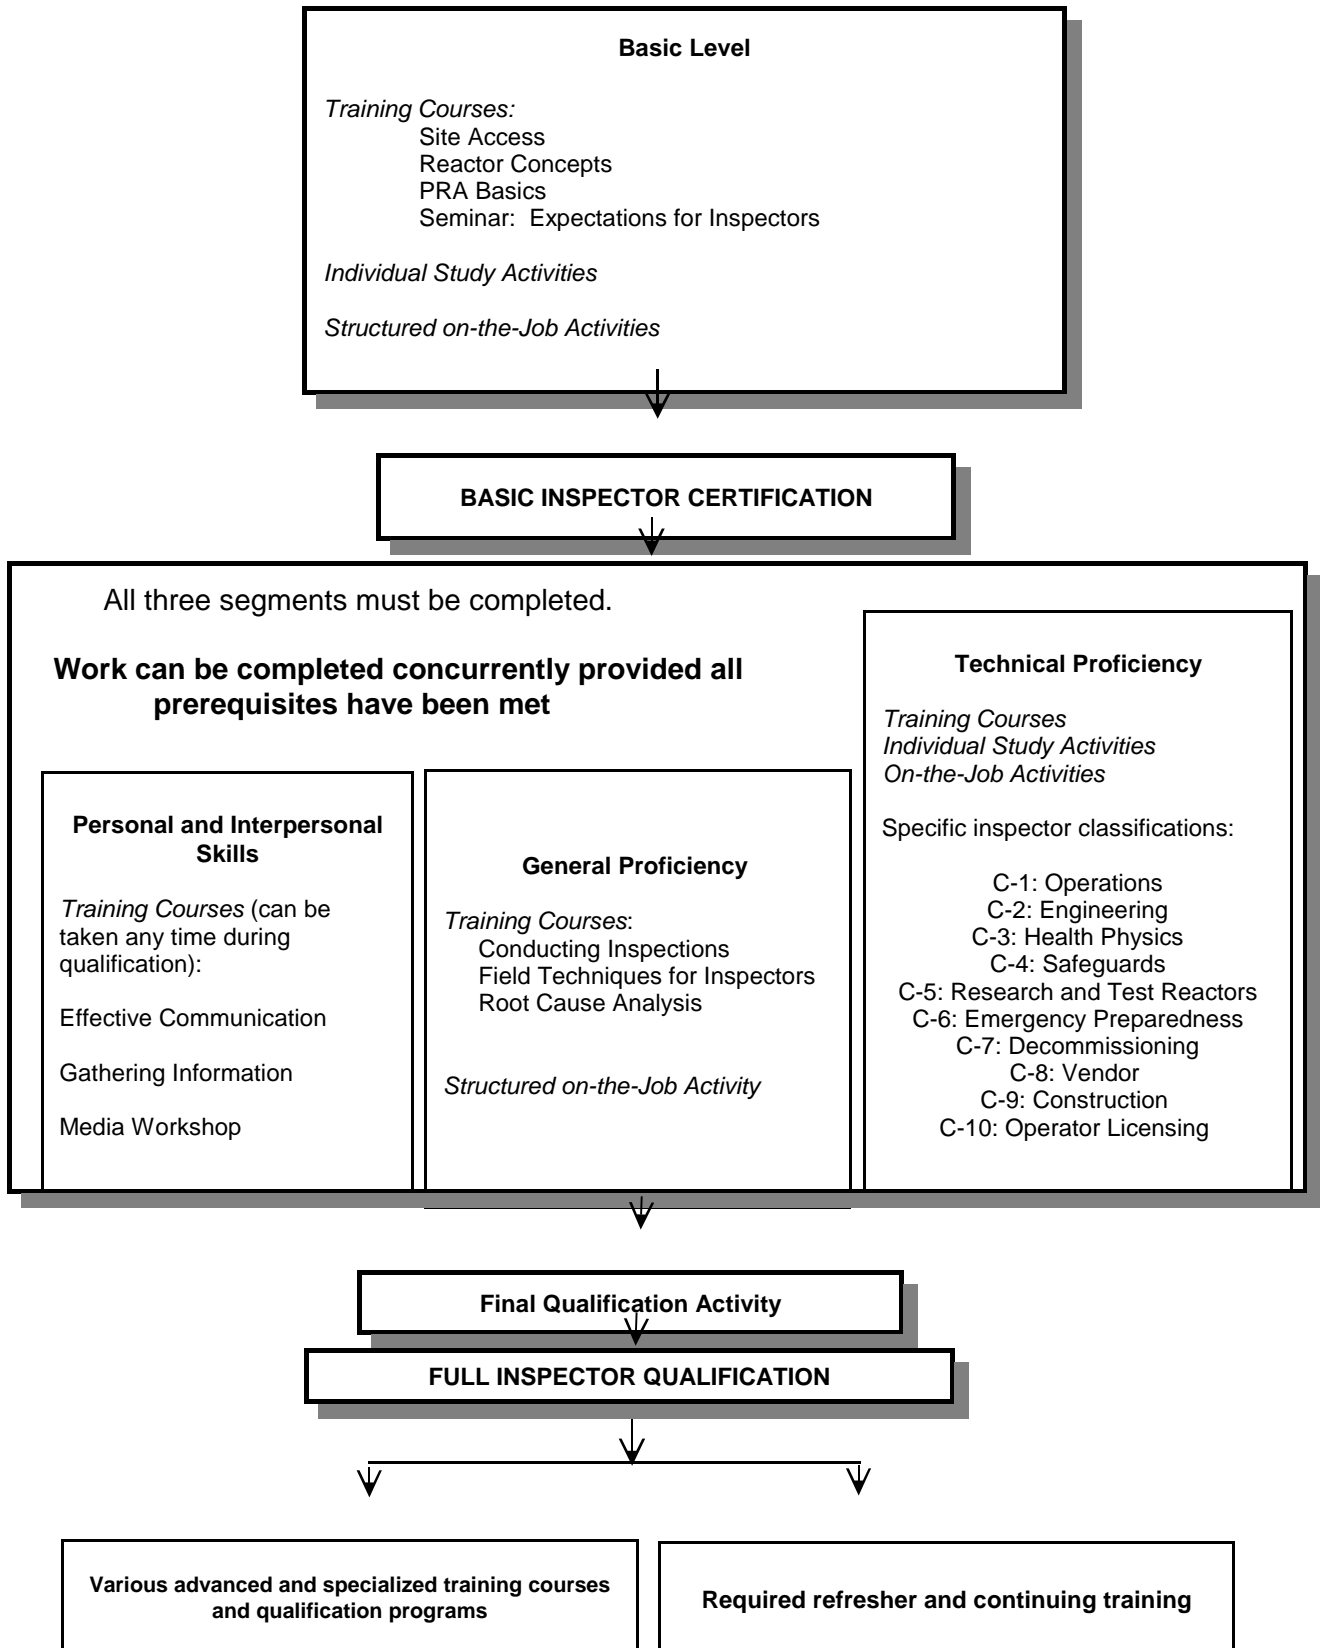 Basic Level
Training Courses:
Site Access
Reactor Concepts
PRA Basics
Seminar: Expectations for Inspectors
Individual Study Activities
Structured on-the-Job Activities
BASIC INSPECTOR CERTIFICATION
All three segments must be completed.
Work can be completed concurrently provided all
prerequisites have been met
Personal and Interpersonal
Skills
Training Courses (can be
taken any time during
qualification):
Effective Communication
Gathering Information
Media Workshop
General Proficiency
Training Courses:
Conducting Inspections
Field Techniques for Inspectors
Root Cause Analysis
Structured on-the-Job Activity
Technical Proficiency
Training Courses
Individual Study Activities
On-the-Job Activities
Specific inspector classifications:
C-1: Operations
C-2: Engineering
C-3: Health Physics
C-4: Safeguards
C-5: Research and Test Reactors
C-6: Emergency Preparedness
C-7: Decommissioning
C-8: Vendor
C-9: Construction
C-10: Operator Licensing
Final Qualification Activity
FULL INSPECTOR QUALIFICATION
Various advanced and specialized training courses
and qualification programs
Required refresher and continuing training